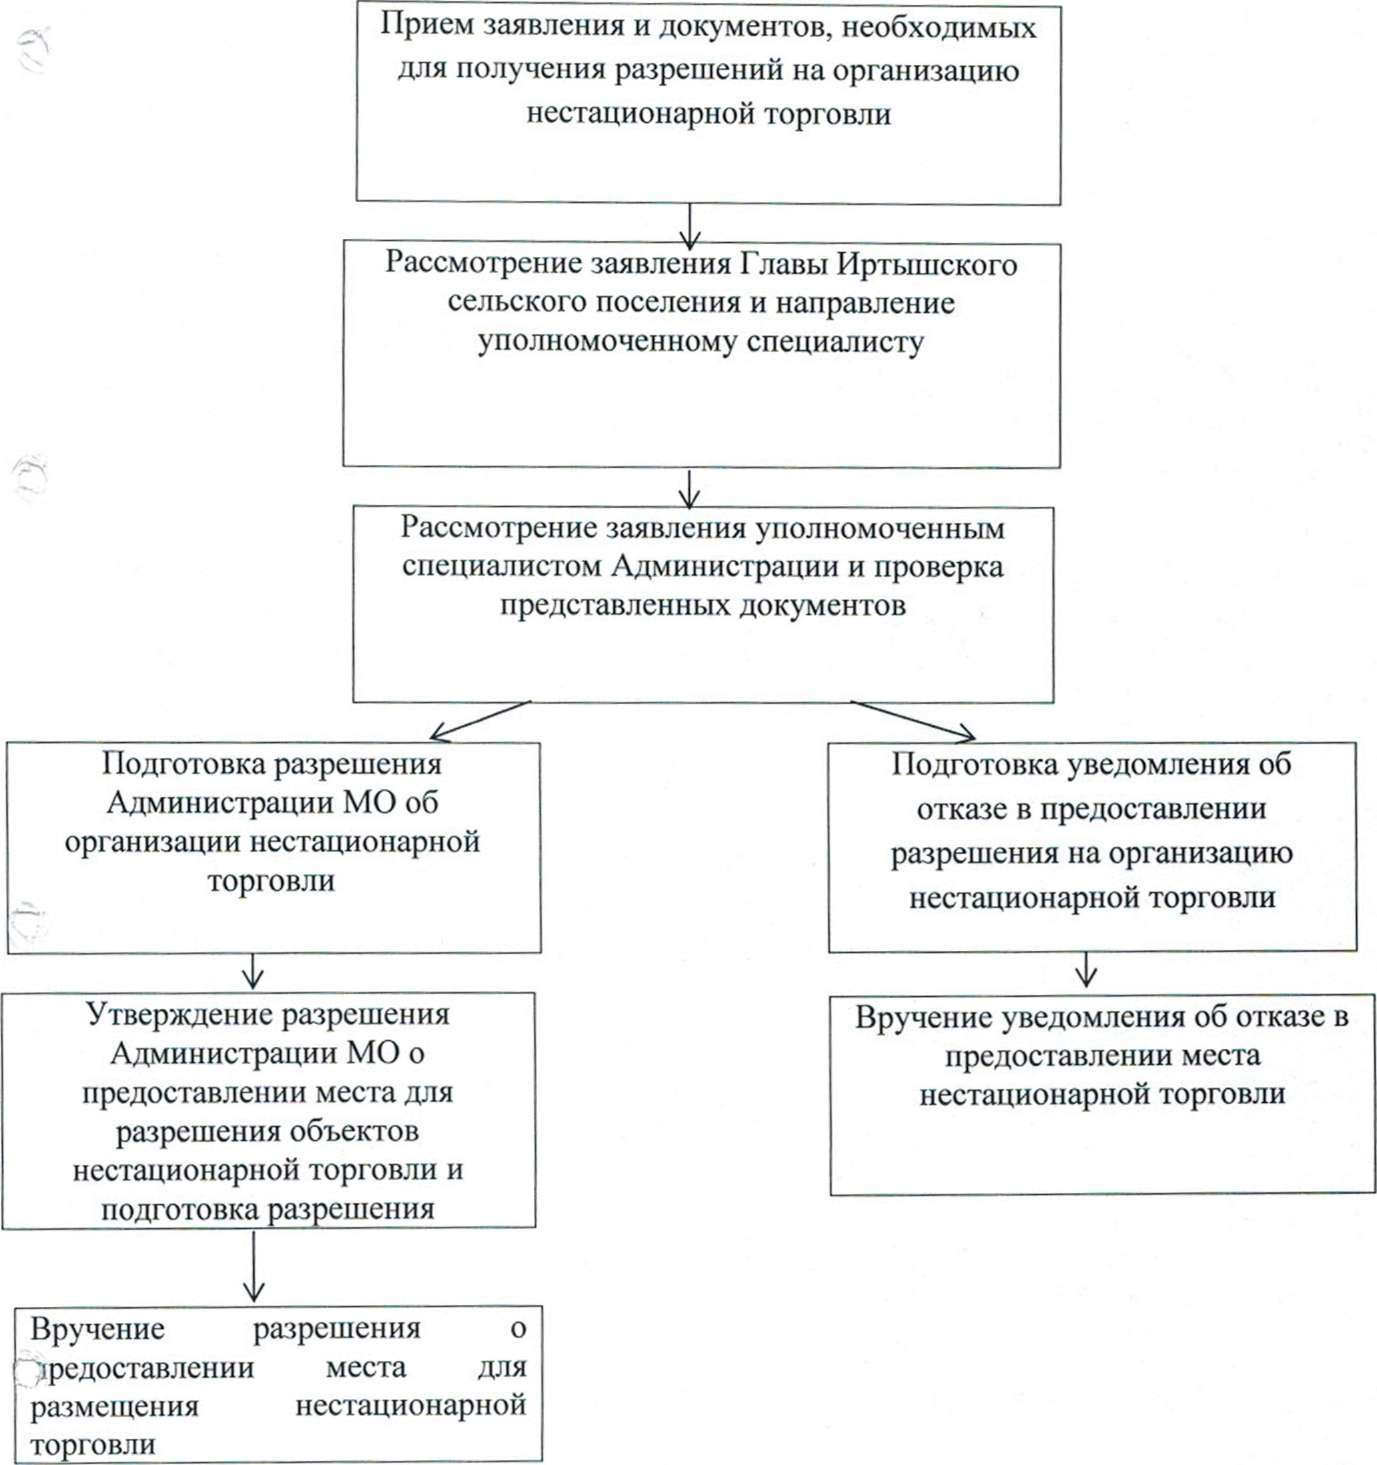 Прием заявления и документов, необходимых
для получения разрешений на организацию
нестационарной торговли
Рассмотрение заявления Главы Иртышского
сельского поселения и направление
уполномоченному специалисту
Рассмотрение заявления уполномоченным
специалистом Администрации и проверка
представленных документов
Подготовка разрешения
Администрации МО об
организации нестационарной
торговли
Подготовка уведомления об
отказе в предоставлении
разрешения на организацию
нестационарной торговли
Утверждение разрешения
Администрации МО о
предоставлении места для
разрешения объектов
нестационарной торговли и
подготовка разрешения
Вручение уведомления об отказе в
предоставлении места
нестационарной торговли
Вручение разрешения о
предоставлении места для
размещения нестационарной
торговли